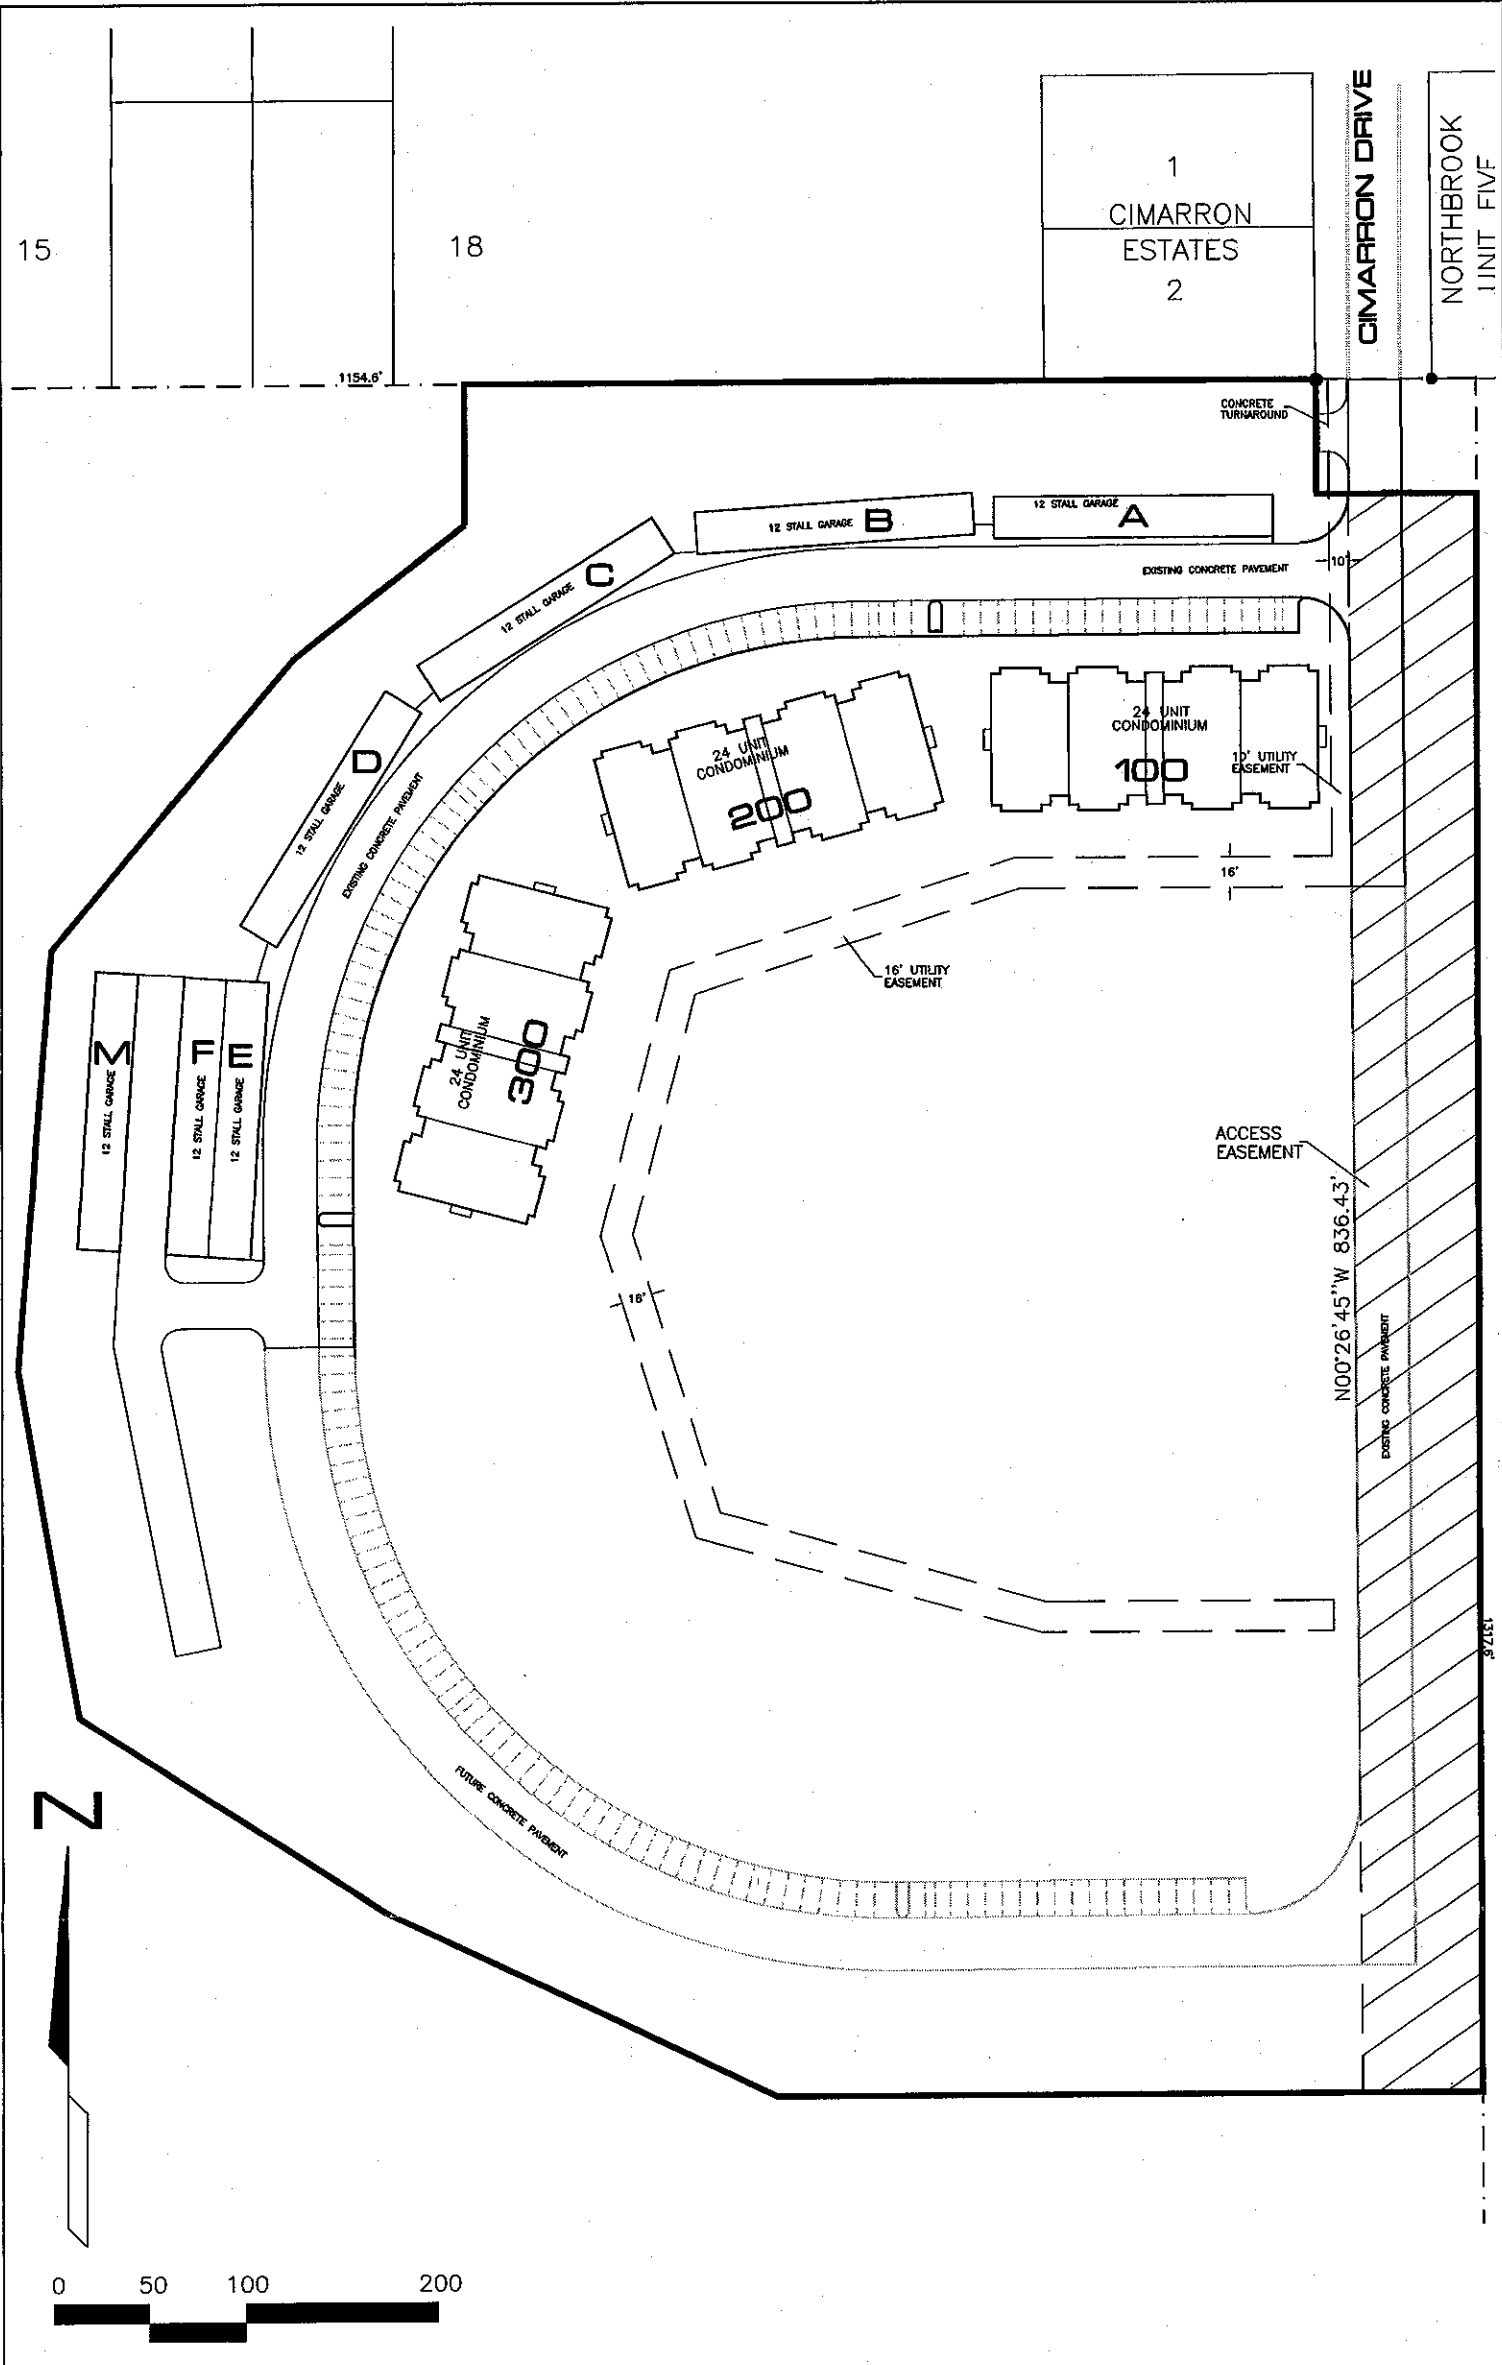 15
18
1
CIMARRON
ESTATES
2
CIMARRON DRIVE
NORTHBROOK
UNIT FIVE
1154.6'
CONCRETE
TURNAROUND
12 STALL GARAGE B
12 STALL GARAGE A
12 STALL GARAGE C
EXISTING CONCRETE PAVEMENT
10'
12 STALL GARAGE D
EXISTING CONCRETE PAVEMENT
24 UNIT
CONDOMINIUM
200
24 UNIT
CONDOMINIUM
100
10' UTILITY
EASEMENT
16'
16' UTILITY
EASEMENT
24 UNIT
CONDOMINIUM
300
12 STALL GARAGE M
12 STALL GARAGE F
12 STALL GARAGE E
ACCESS
EASEMENT
N00°26'45"W 836.43'
16'
EXISTING CONCRETE PAVEMENT
1317.6'
FUTURE CONCRETE PAVEMENT
N
0 50 100 200